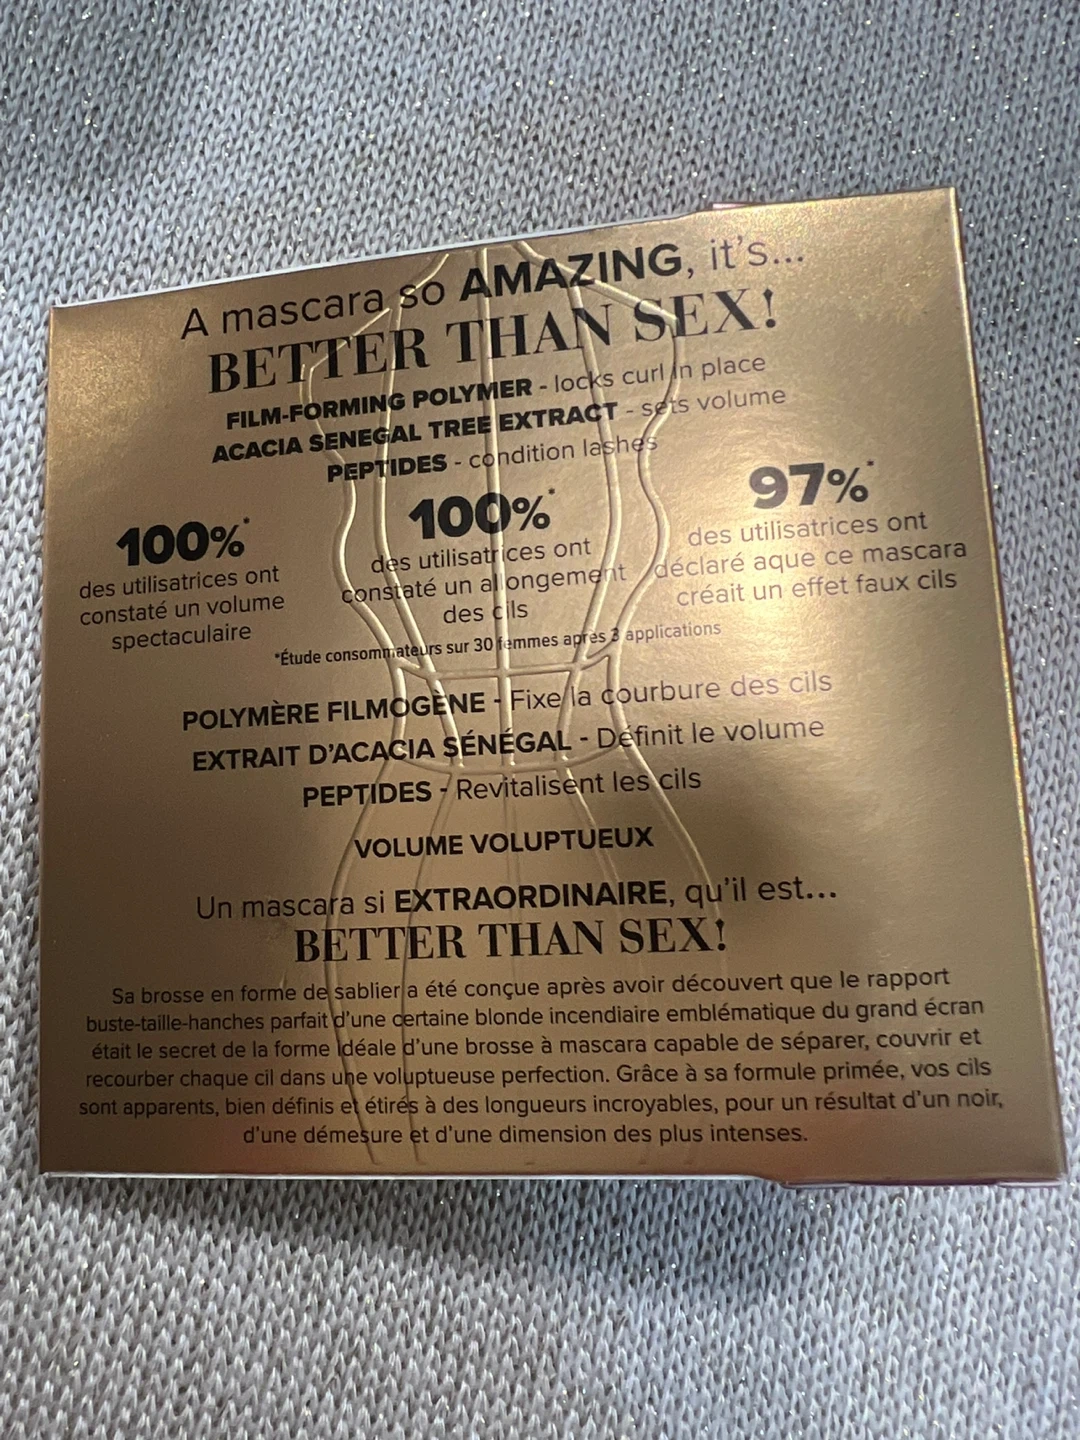 A mascara so AMAZING, it's...
BETTER THAN SEX!
FILM-FORMING POLYMER - locks curl in place
ACACIA SENEGAL TREE EXTRACT - sets volume
PEPTIDES - condition lashes
100%*
des utilisatrices ont
constaté un volume
spectaculaire
100%*
des utilisatrices ont
constaté un allongement
des cils
97%*
des utilisatrices ont
déclaré aque ce mascara
créait un effet faux cils
*Étude consommateurs sur 30 femmes après 3 applications
POLYMÈRE FILMOGÈNE - Fixe la courbure des cils
EXTRAIT D'ACACIA SÉNÉGAL - Définit le volume
PEPTIDES - Revitalisent les cils
VOLUME VOLUPTUEUX
Un mascara si EXTRAORDINAIRE, qu'il est...
BETTER THAN SEX!
Sa brosse en forme de sablier a été conçue après avoir découvert que le rapport
buste-taille-hanches parfait d'une certaine blonde incendiaire emblématique du grand écran
était le secret de la forme idéale d'une brosse à mascara capable de séparer, couvrir et
recourber chaque cil dans une voluptueuse perfection. Grâce à sa formule primée, vos cils
sont apparents, bien définis et étirés à des longueurs incroyables, pour un résultat d'un noir,
d'une démesure et d'une dimension des plus intenses.